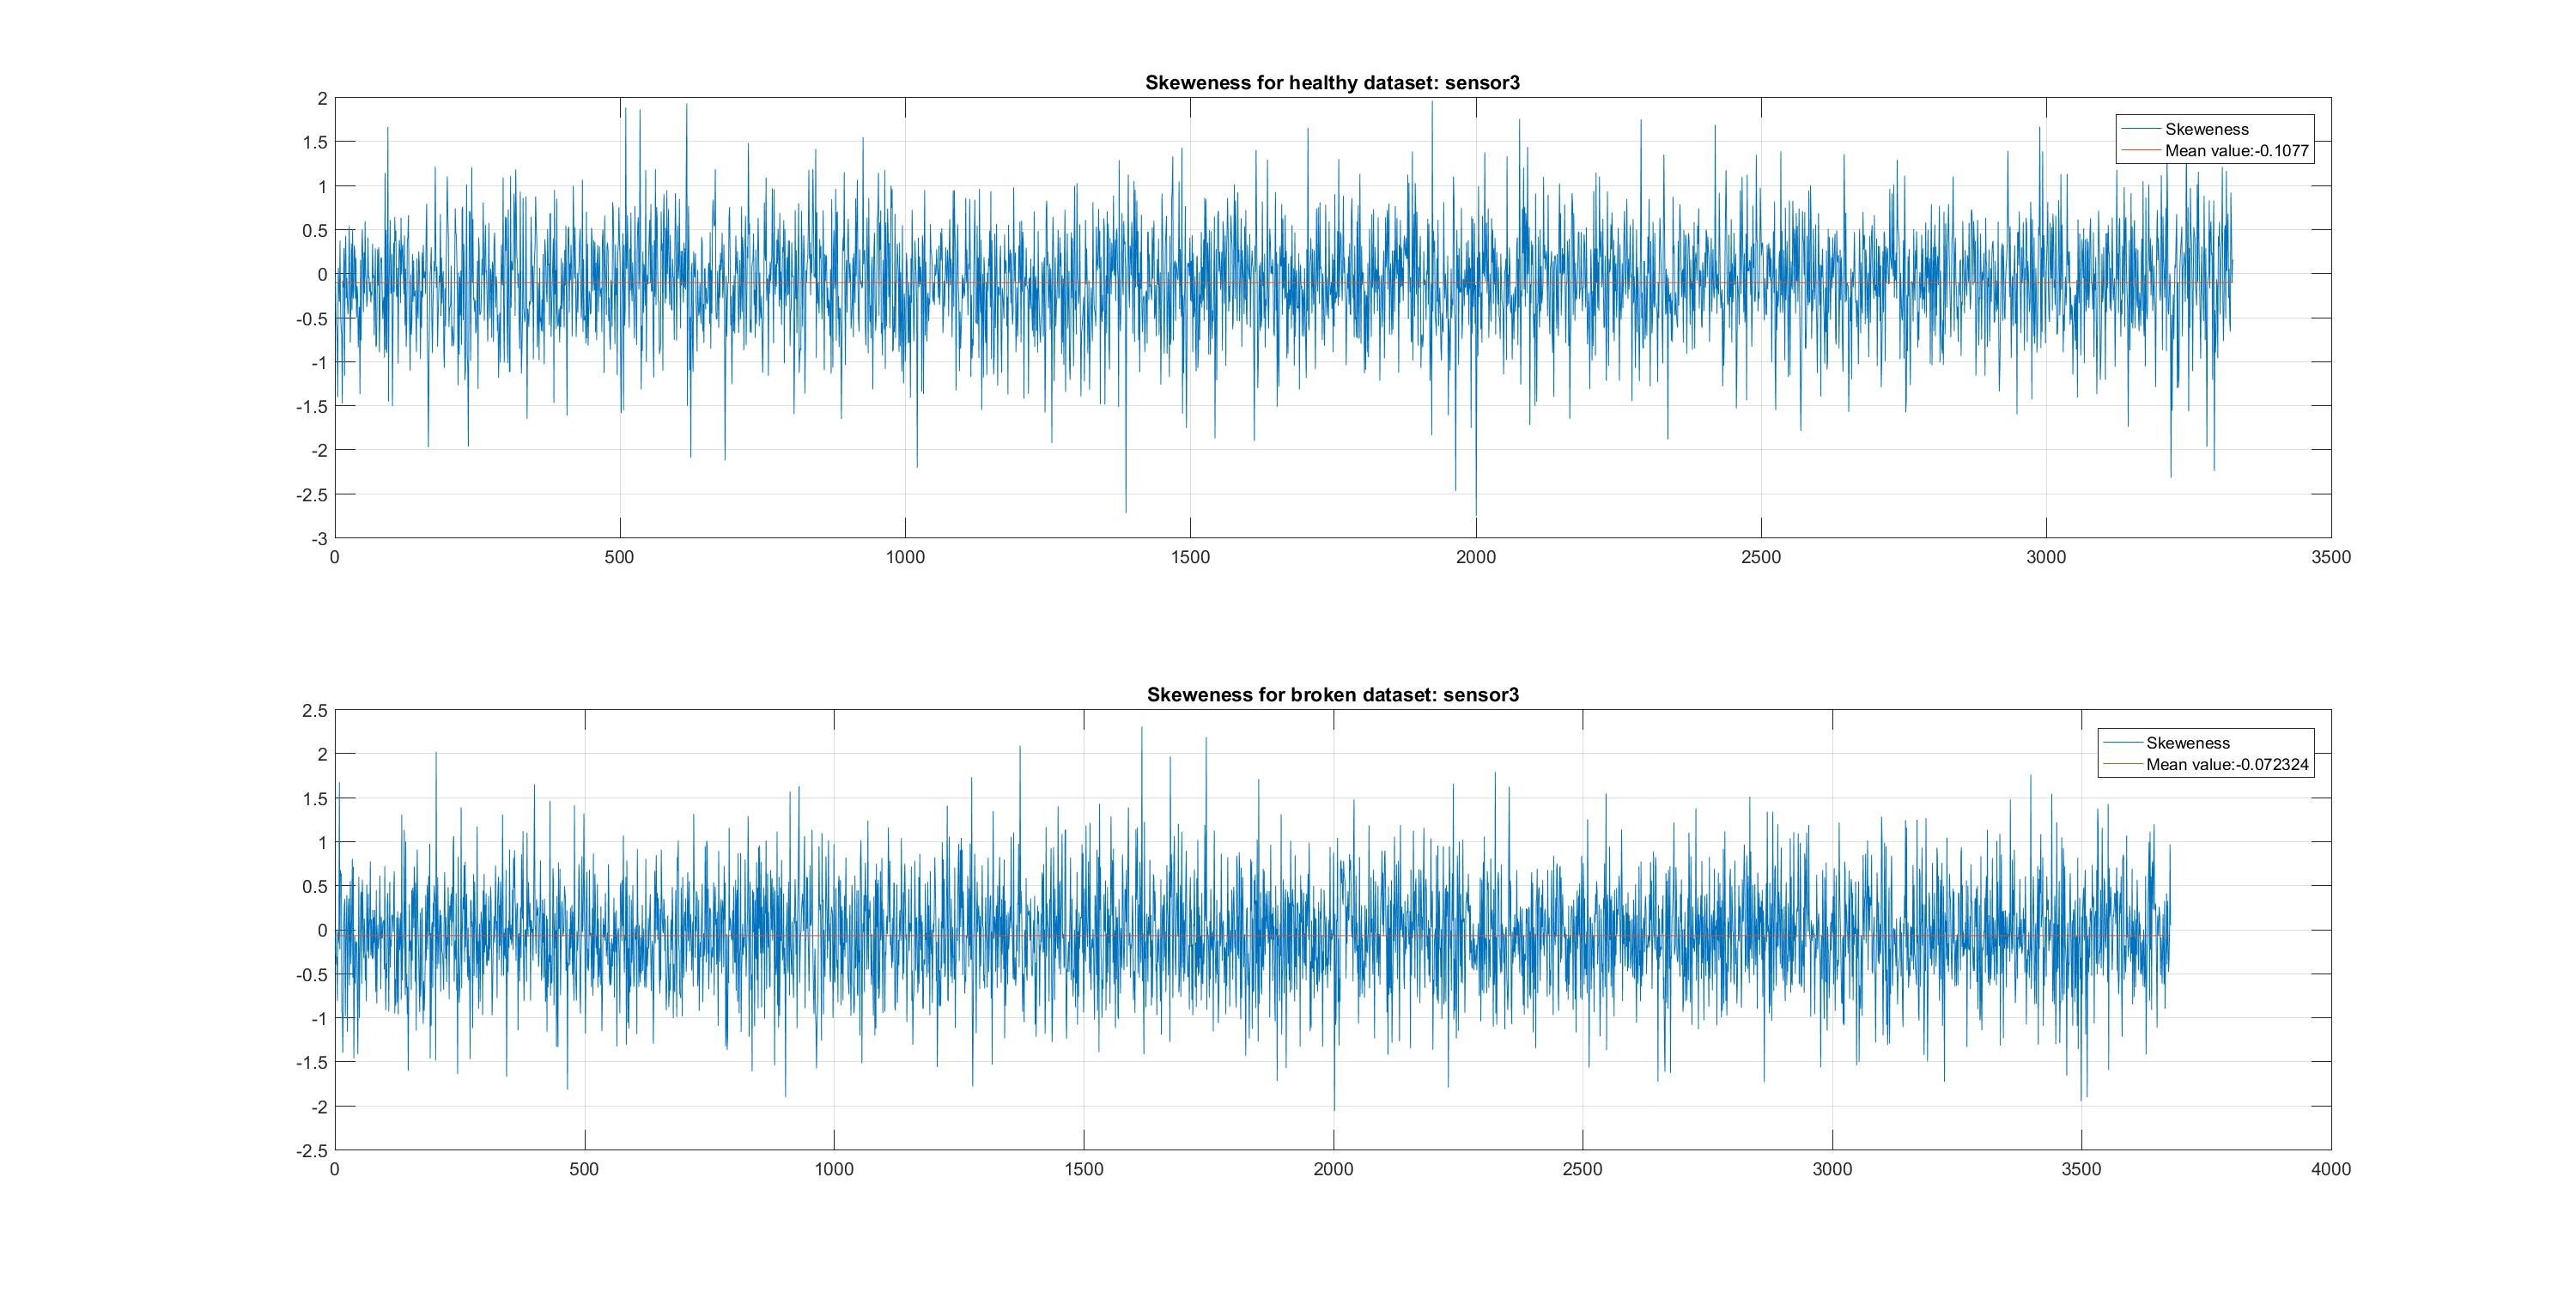 Skeweness for healthy dataset: sensor3
2
1.5
1
0.5
0
-0.5
-1
-1.5
-2
-2.5
-3
Skeweness
Mean value:-0.1077
0 500 1000 1500 2000 2500 3000 3500
Skeweness for broken dataset: sensor3
2.5
2
1.5
1
0.5
0
-0.5
-1
-1.5
-2
-2.5
Skeweness
Mean value:-0.072324
0 500 1000 1500 2000 2500 3000 3500 4000